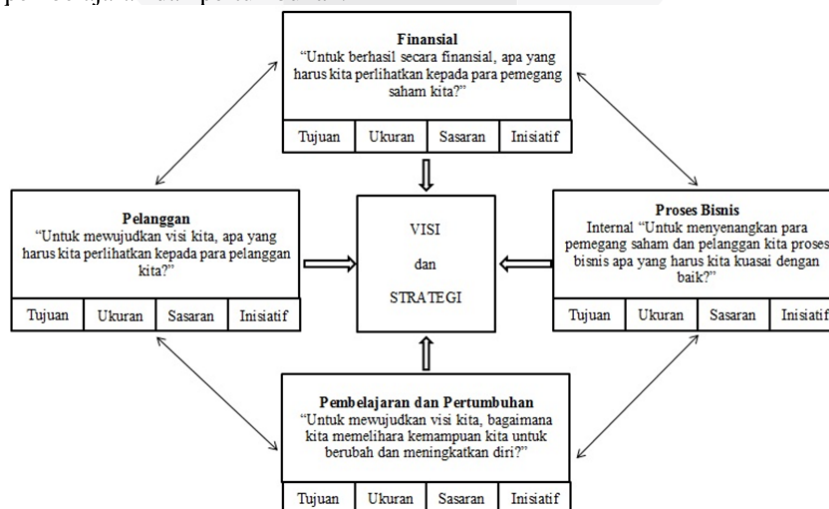 Finansial
“Untuk berhasil secara finansial, apa yang
harus kita perlihatkan kepada para pemegang
saham kita?”
Tujuan Ukuran Sasaran Inisiatif
Pelanggan
“Untuk mewujudkan visi kita, apa yang
harus kita perlihatkan kepada para pelanggan
kita?”
Tujuan Ukuran Sasaran Inisiatif
VISI
dan
STRATEGI
Proses Bisnis
Internal “Untuk menyenangkan para
pemegang saham dan pelanggan kita proses
bisnis apa yang harus kita kuasai dengan
baik?”
Tujuan Ukuran Sasaran Inisiatif
Pembelajaran dan Pertumbuhan
“Untuk mewujudkan visi kita, bagaimana
kita memelihara kemampuan kita untuk
berubah dan meningkatkan diri?”
Tujuan Ukuran Sasaran Inisiatif